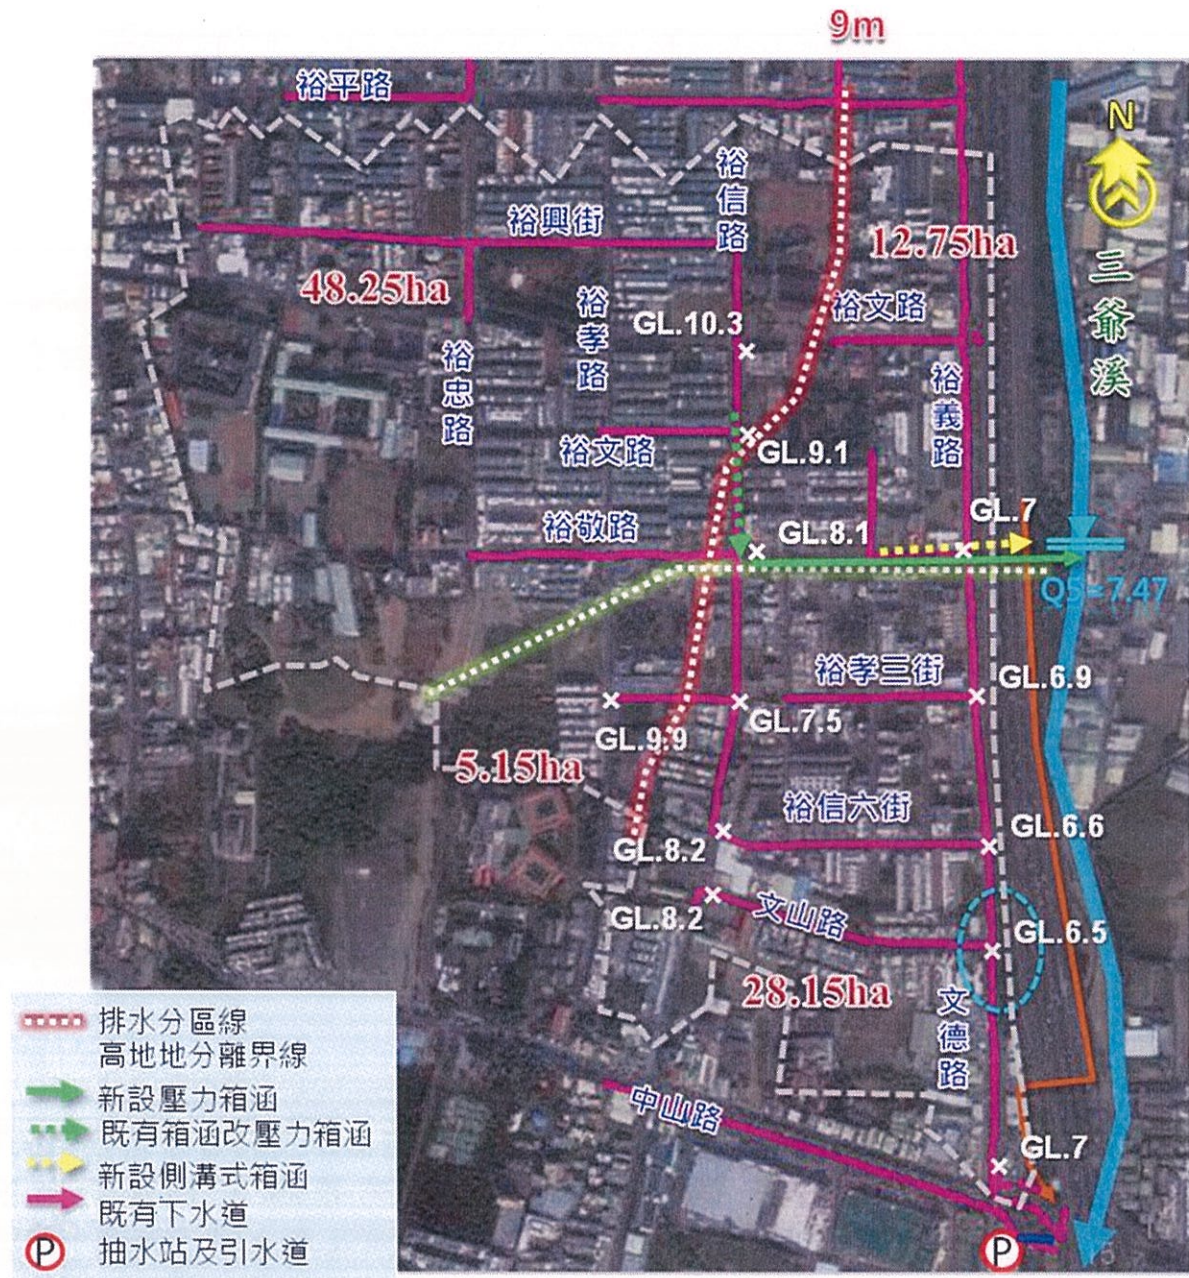 9m
裕平路
N
裕信路
裕興街
12.75ha
三爺溪
48.25ha
裕孝路
裕文路
GL.10.3
裕忠路
裕義路
裕文路
GL.9.1
裕敬路
GL.8.1
GL.7
Q5=7.47
裕孝三街
GL.6.9
GL.9.9
GL.7.5
5.15ha
裕信六街
GL.6.6
GL.8.2
GL.8.2
文山路
GL.6.5
28.15ha
文德路
中山路
GL.7
P
排水分區線
高地地分離界線
新設壓力箱涵
既有箱涵改壓力箱涵
新設側溝式箱涵
既有下水道
P
抽水站及引水道